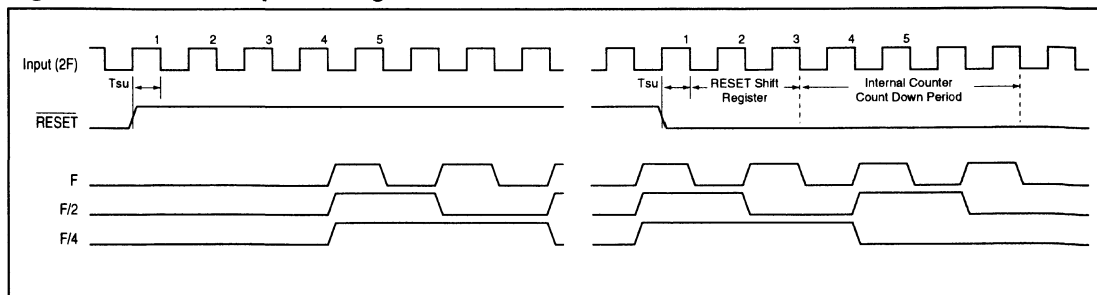 1 2 3 4 5 1 2 3 4 5
Input (2F)
Tsu Tsu RESET Shift Register Internal Counter Count Down Period
RESET
F
F/2
F/4